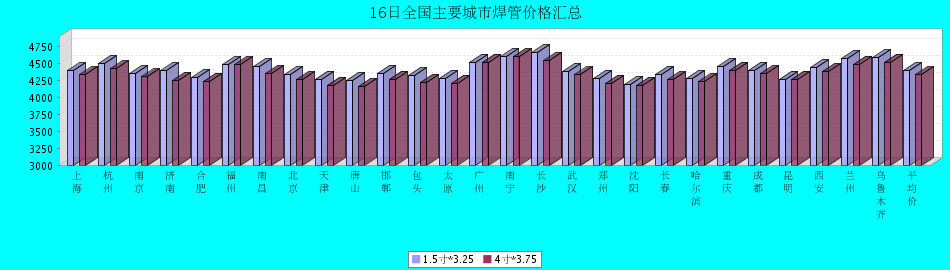 16日全国主要城市焊管价格汇总
4750
4500
4250
4000
3750
3500
3250
3000
上海
杭州
南京
济南
合肥
福州
南昌
北京
天津
唐山
邯郸
包头
太原
广州
南宁
长沙
武汉
郑州
沈阳
长春
哈尔滨
重庆
成都
昆明
西安
兰州
乌鲁木齐
平均价
1.5寸*3.25
4寸*3.75